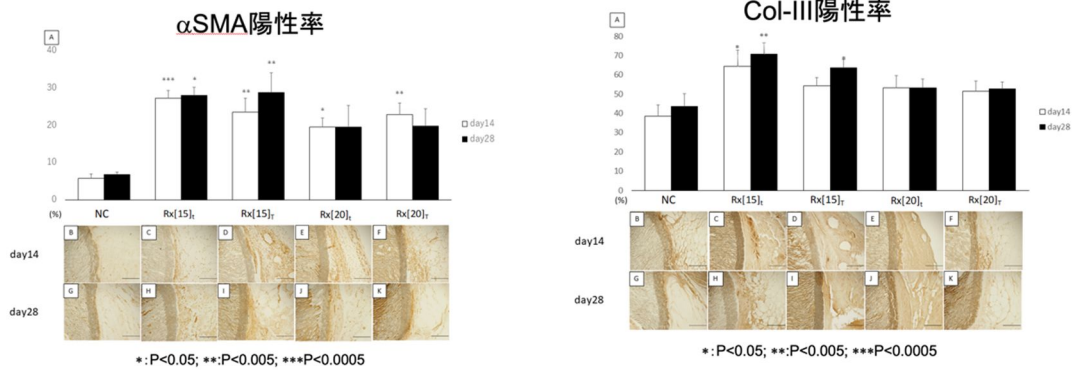 αSMA陽性率
A
40
30
20
10
0
*** * ** ** * **
day14
day28
(%) NC Rx[15]t Rx[15]T Rx[20]t Rx[20]T
day14 B C D E F
day28 G H I J K
*:P<0.05; **:P<0.005; ***P<0.0005
Col-III陽性率
A
80
70
60
50
40
30
20
10
0
* ** *
day14
day28
(%) NC Rx[15]t Rx[15]T Rx[20]t Rx[20]T
day14 B C D E F
day28 G H I J K
*:P<0.05; **:P<0.005; ***P<0.0005